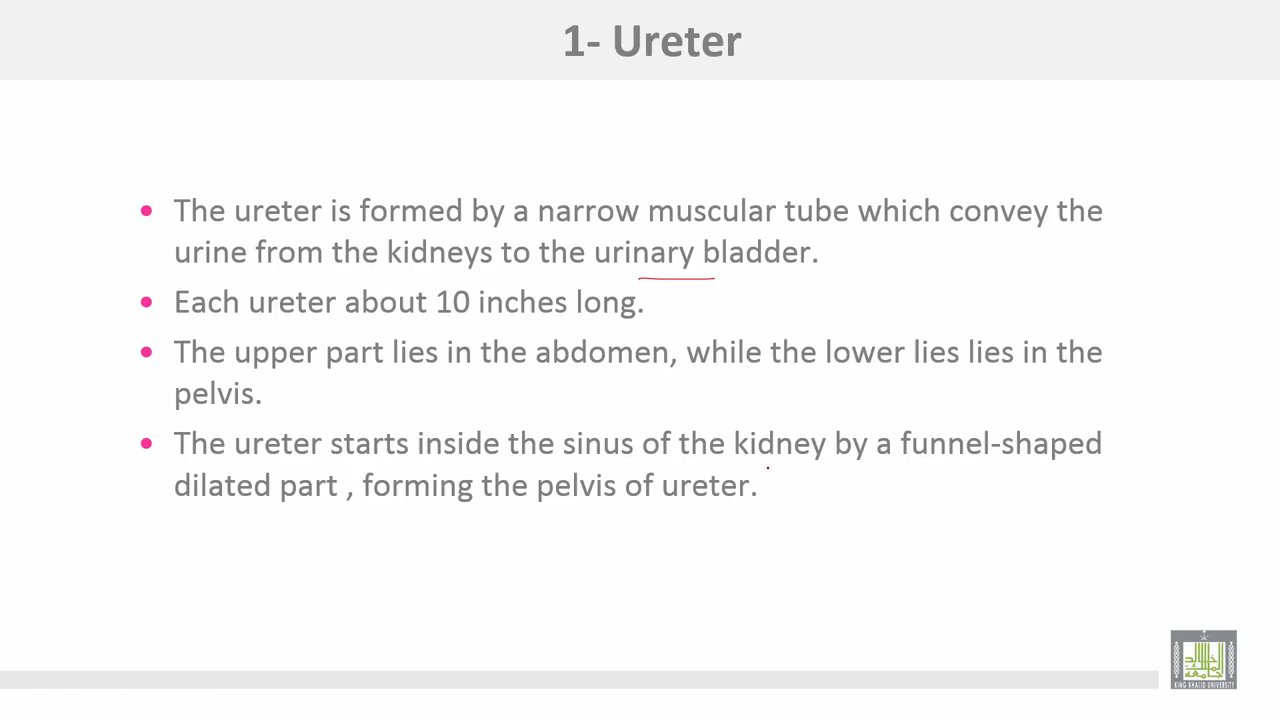 1- Ureter
• The ureter is formed by a narrow muscular tube which convey the
urine from the kidneys to the urinary bladder.
• Each ureter about 10 inches long.
• The upper part lies in the abdomen, while the lower lies lies in the
pelvis.
• The ureter starts inside the sinus of the kidney by a funnel-shaped
dilated part , forming the pelvis of ureter.
KING KHALID UNIVERSITY